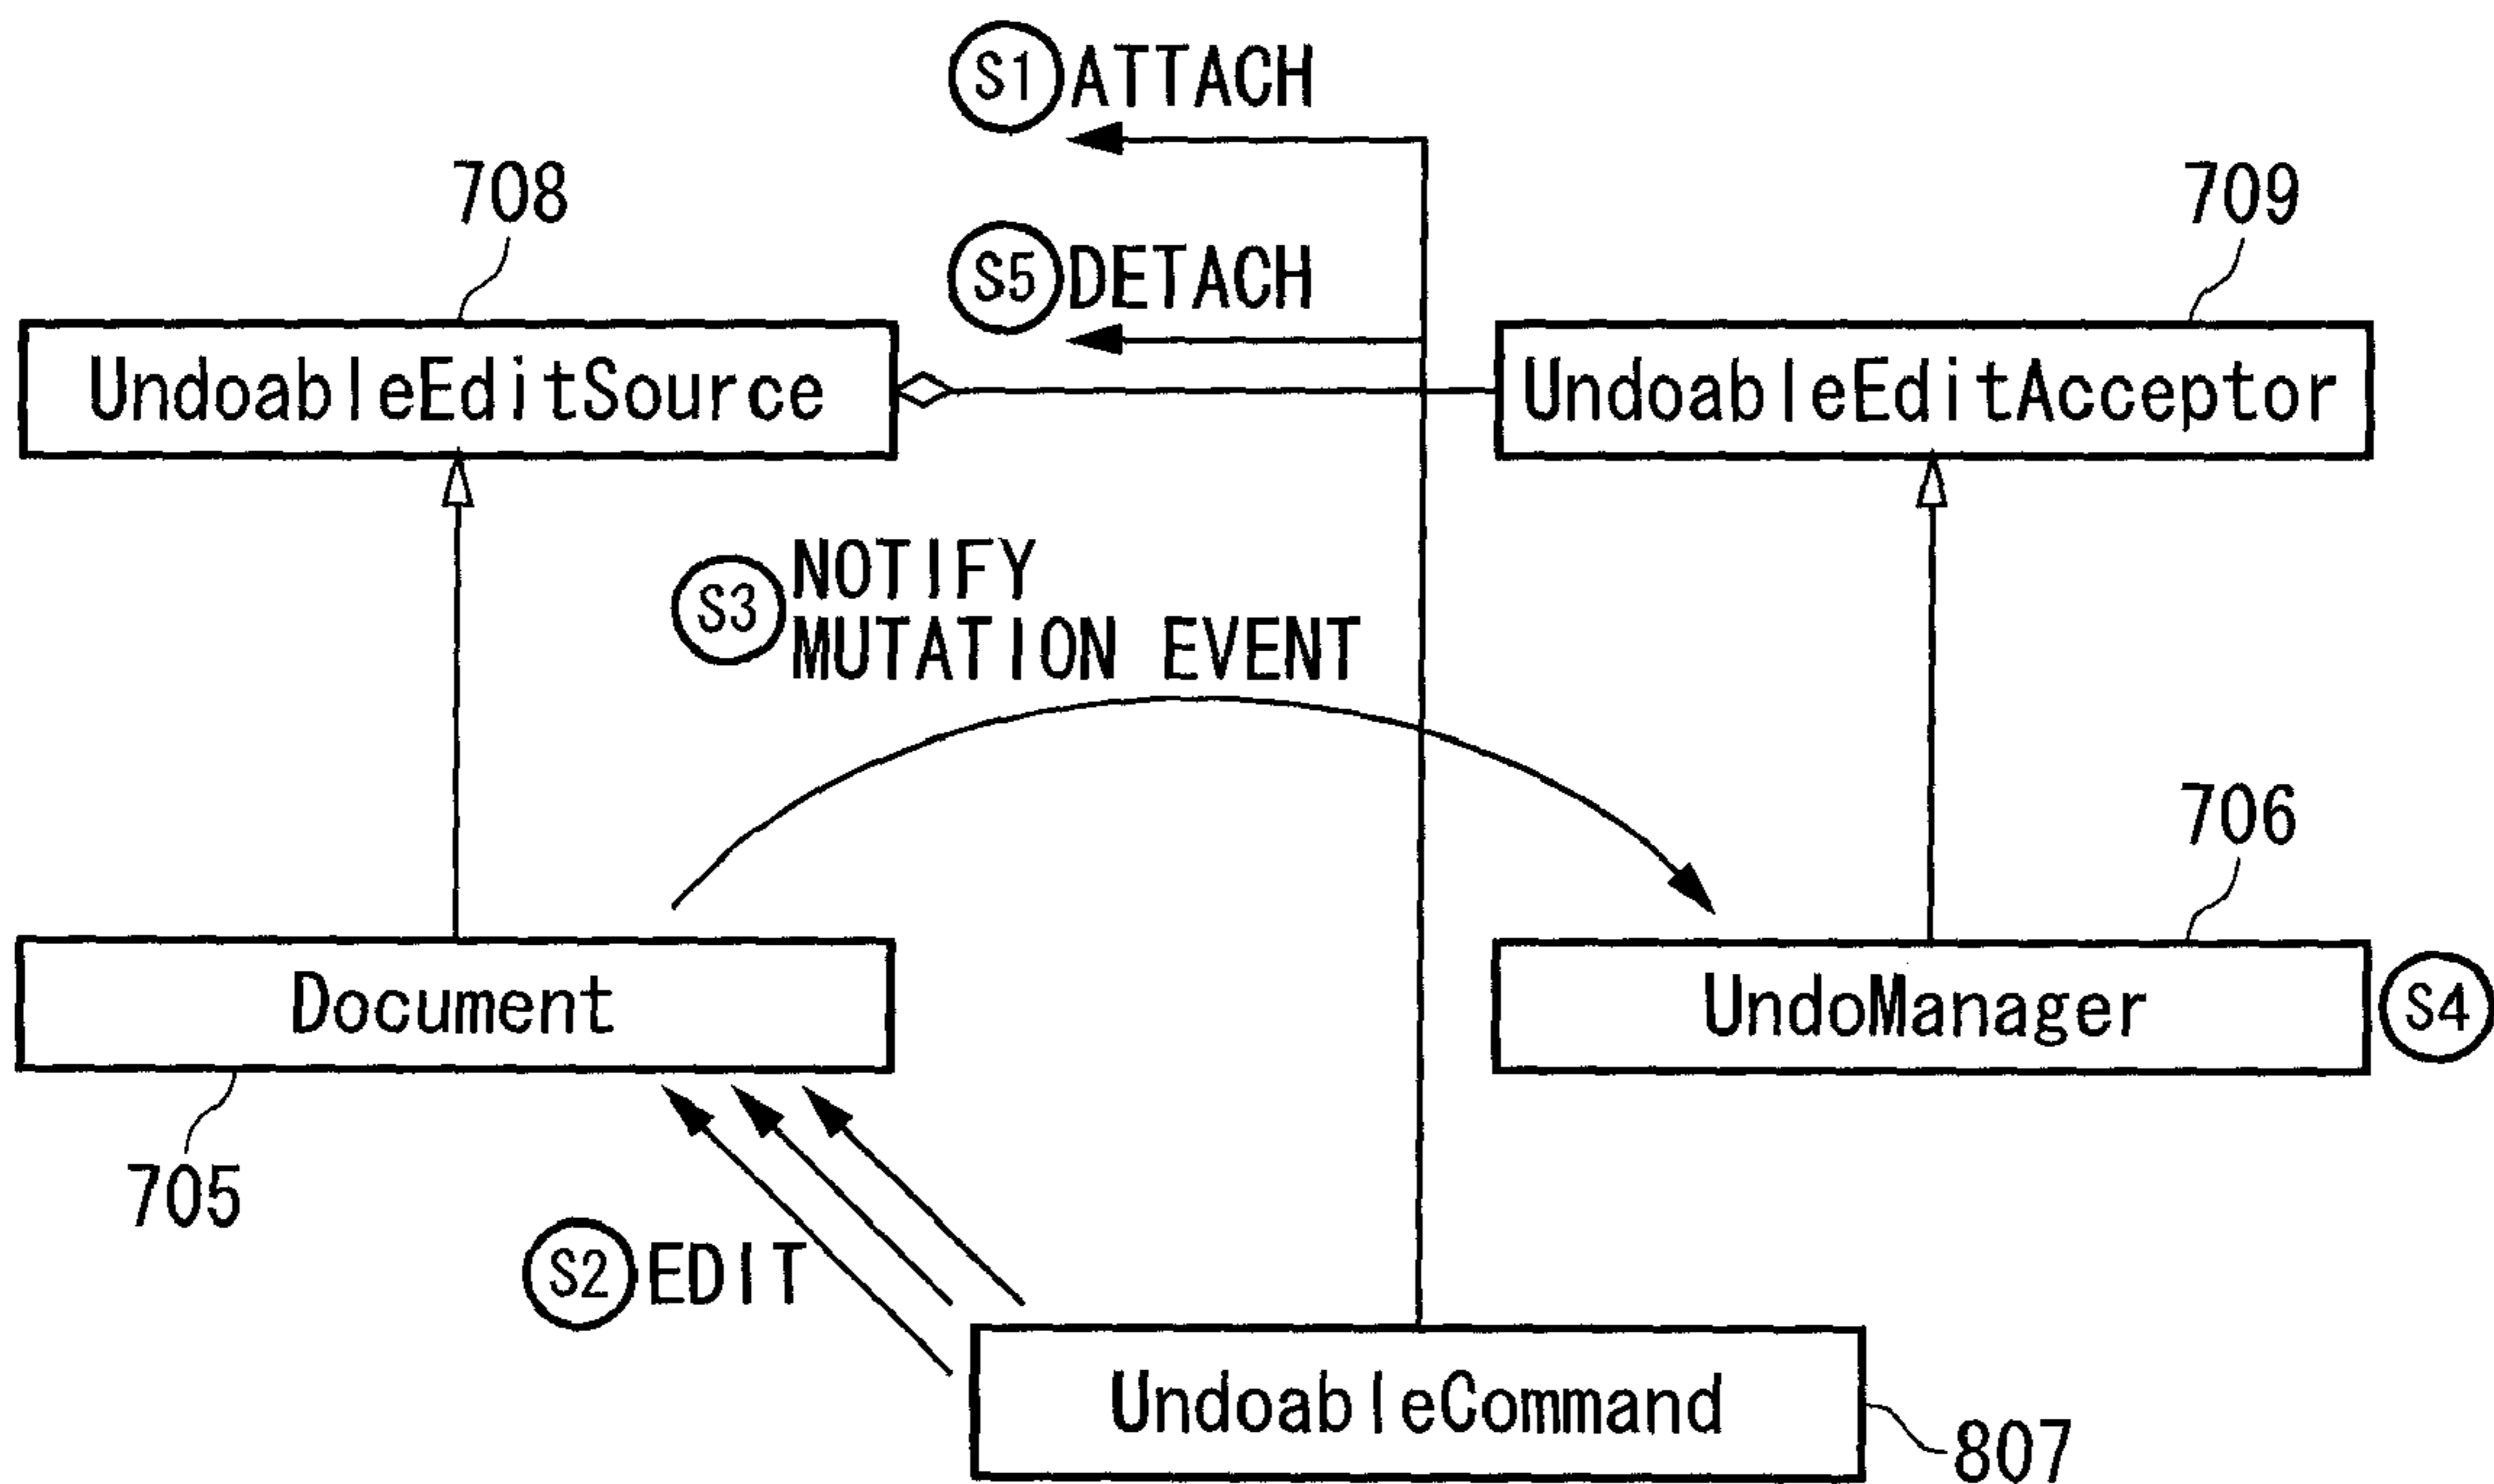 S1 ATTACH
708
709
S5 DETACH
UndoableEditSource
UndoableEditAcceptor
S3 NOTIFY
MUTATION EVENT
706
Document
UndoManager
S4
705
S2 EDIT
UndoableCommand
807